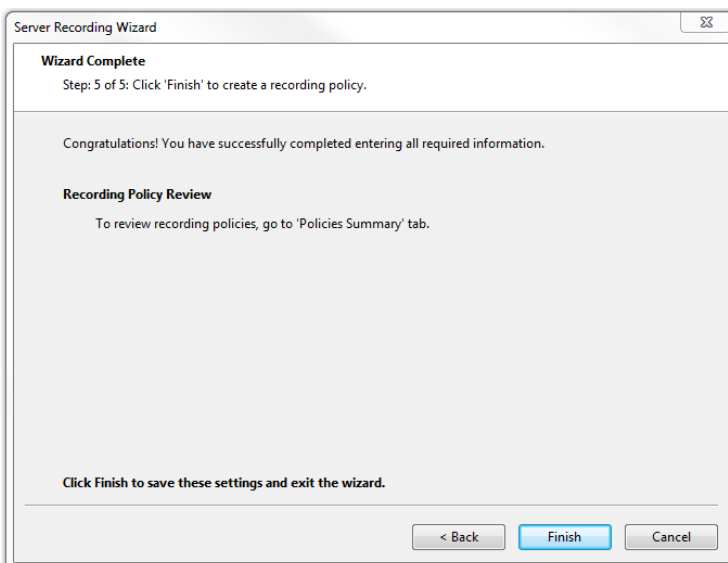 Server Recording Wizard
Wizard Complete
Step: 5 of 5: Click 'Finish' to create a recording policy.
Congratulations! You have successfully completed entering all required information.
Recording Policy Review
To review recording policies, go to 'Policies Summary' tab.
Click Finish to save these settings and exit the wizard.
< Back Finish Cancel